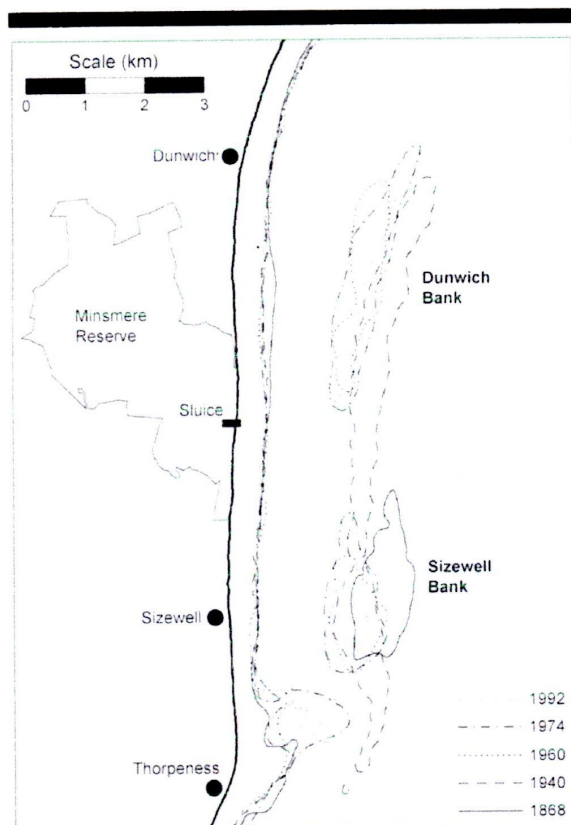 Scale (km)
0 1 2 3
Dunwich
Dunwich
Bank
Minsmere
Reserve
Sluice
Sizewell
Bank
Sizewell
1992
1974
1960
1940
1868
Thorpeness